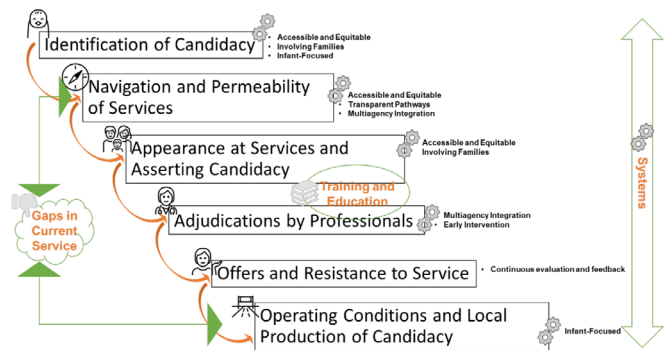 Identification of Candidacy
• Accessible and Equitable
• Involving Families
• Infant-Focused
Navigation and Permeability
of Services
• Accessible and Equitable
• Transparent Pathways
• Multiagency Integration
Appearance at Services and
Asserting Candidacy
• Accessible and Equitable
• Involving Families
Training and
Education
Adjudications by Professionals
• Multiagency Integration
• Early Intervention
Gaps in
Current
Service
Offers and Resistance to Service
• Continuous evaluation and feedback
Operating Conditions and Local
Production of Candidacy
• Infant-Focused
Systems